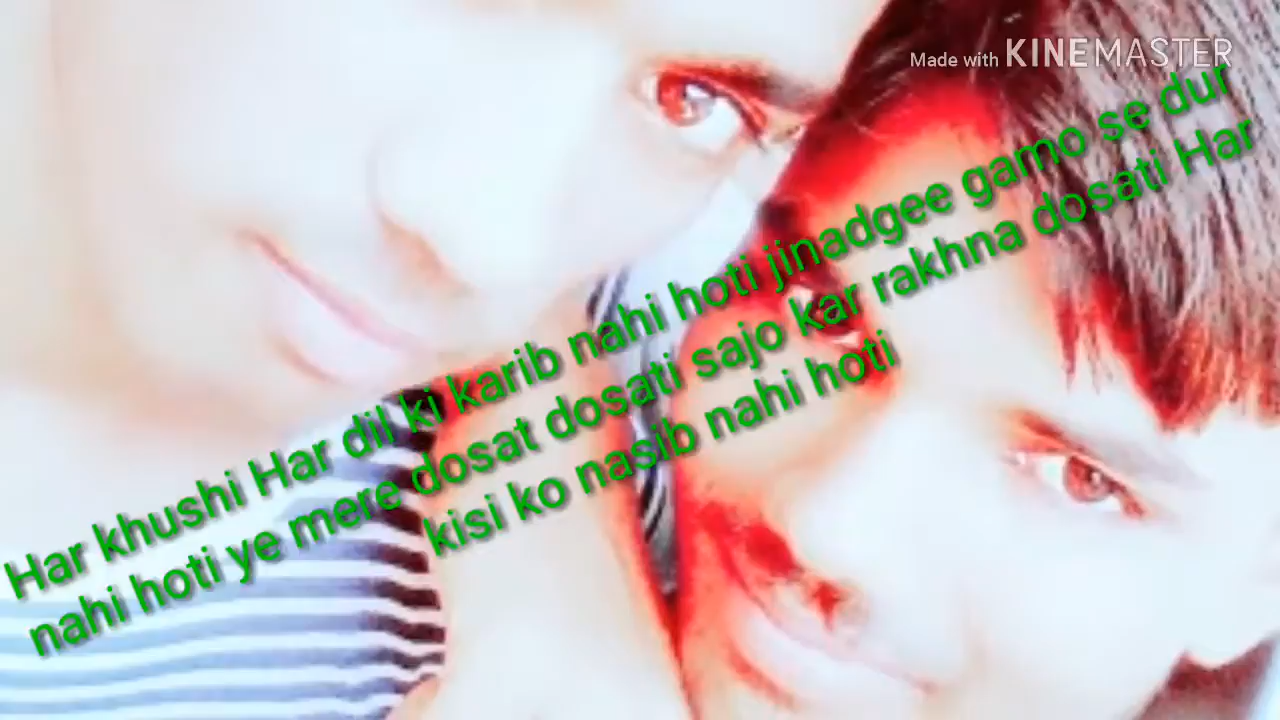 Made with KINEMASTER
Har khushi Har dil ki karib nahi hoti jinadgee gamo se dur
nahi hoti ye mere dosat dosati sajo kar rakhna dosati Har
kisi ko nasib nahi hoti